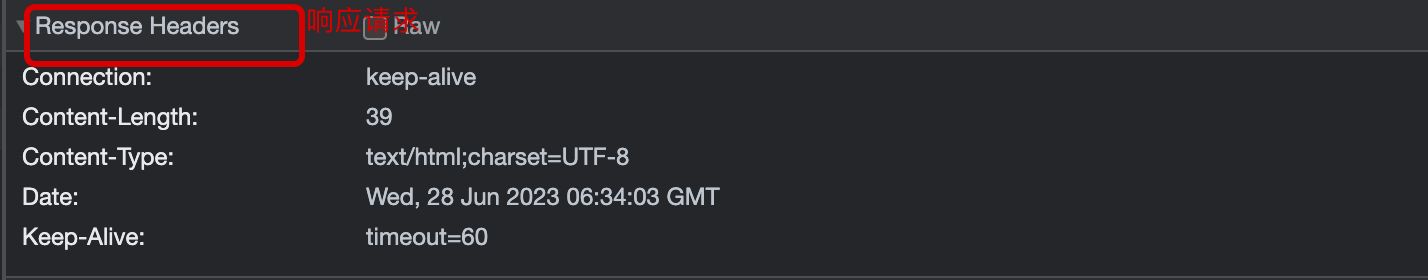 Response Headers 响应请求 Raw
Connection: keep-alive
Content-Length: 39
Content-Type: text/html;charset=UTF-8
Date: Wed, 28 Jun 2023 06:34:03 GMT
Keep-Alive: timeout=60